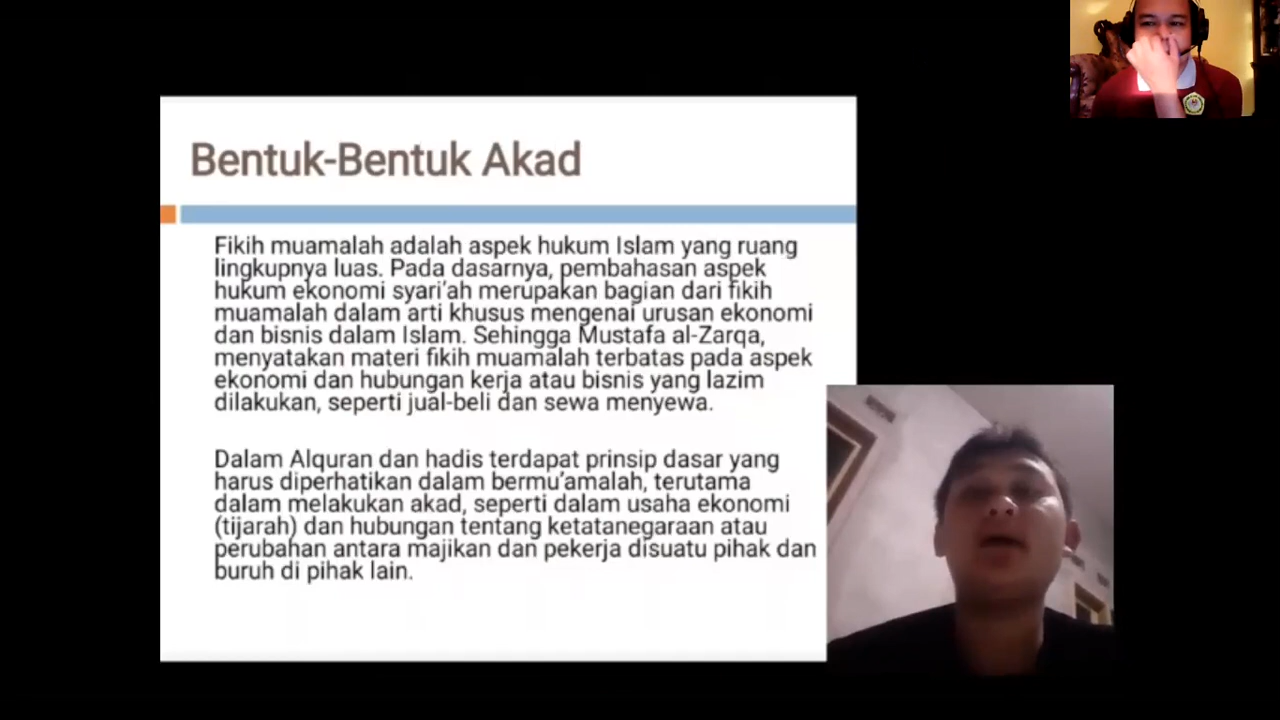 Bentuk-Bentuk Akad
Fikih muamalah adalah aspek hukum Islam yang ruang
lingkupnya luas. Pada dasarnya, pembahasan aspek
hukum ekonomi syari'ah merupakan bagian dari fikih
muamalah dalam arti khusus mengenai urusan ekonomi
dan bisnis dalam Islam. Sehingga Mustafa al-Zarqa,
menyatakan materi fikih muamalah terbatas pada aspek
ekonomi dan hubungan kerja atau bisnis yang lazim
dilakukan, seperti jual-beli dan sewa menyewa.
Dalam Alquran dan hadis terdapat prinsip dasar yang
harus diperhatikan dalam bermu'amalah, terutama
dalam melakukan akad, seperti dalam usaha ekonomi
(tijarah) dan hubungan tentang ketatanegaraan atau
perubahan antara majikan dan pekerja disuatu pihak dan
buruh di pihak lain.